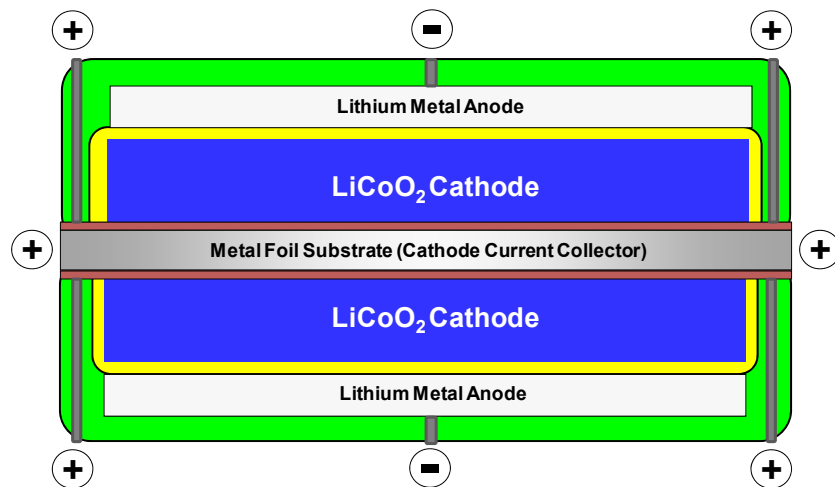 + - +
Lithium Metal Anode
LiCoO₂ Cathode
+ Metal Foil Substrate (Cathode Current Collector) +
LiCoO₂ Cathode
Lithium Metal Anode
+ - +